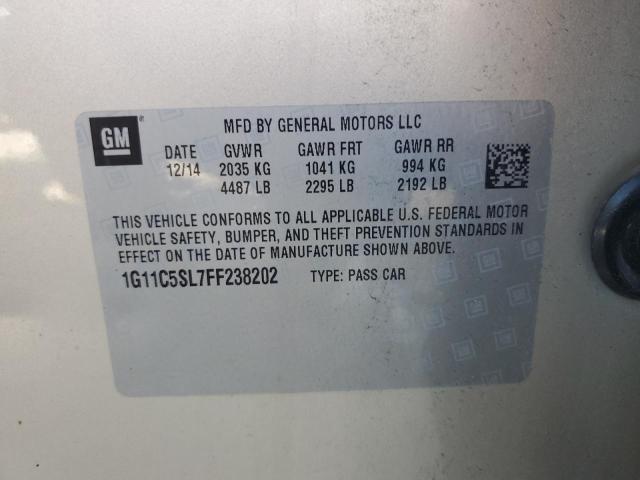 GM
MFD BY GENERAL MOTORS LLC
DATE GVWR GAWR FRT GAWR RR
12/14 2035 KG 1041 KG 994 KG
4487 LB 2295 LB 2192 LB
THIS VEHICLE CONFORMS TO ALL APPLICABLE U.S. FEDERAL MOTOR
VEHICLE SAFETY, BUMPER, AND THEFT PREVENTION STANDARDS IN
EFFECT ON THE DATE OF MANUFACTURE SHOWN ABOVE.
1G11C5SL7FF238202 TYPE: PASS CAR